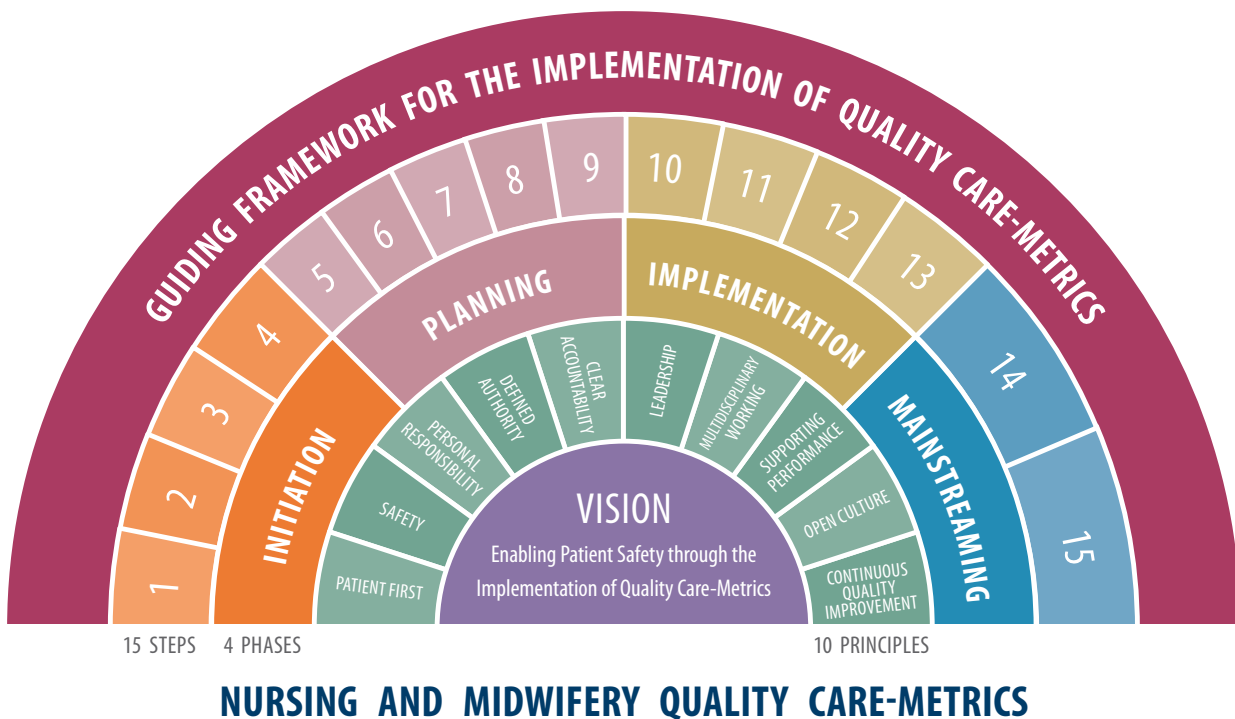 GUIDING FRAMEWORK FOR THE IMPLEMENTATION OF QUALITY CARE-METRICS
1
2
3
4
5
6
7
8
9
10
11
12
13
14
15
INITIATION
PLANNING
IMPLEMENTATION
MAINSTREAMING
PATIENT FIRST
SAFETY
PERSONAL
RESPONSIBILITY
DEFINED
AUTHORITY
CLEAR
ACCOUNTABILITY
LEADERSHIP
MULTIDISCIPLINARY
WORKING
SUPPORTING
PERFORMANCE
OPEN CULTURE
CONTINUOUS
QUALITY
IMPROVEMENT
VISION
Enabling Patient Safety through the
Implementation of Quality Care-Metrics
15 STEPS
4 PHASES
10 PRINCIPLES
NURSING AND MIDWIFERY QUALITY CARE-METRICS